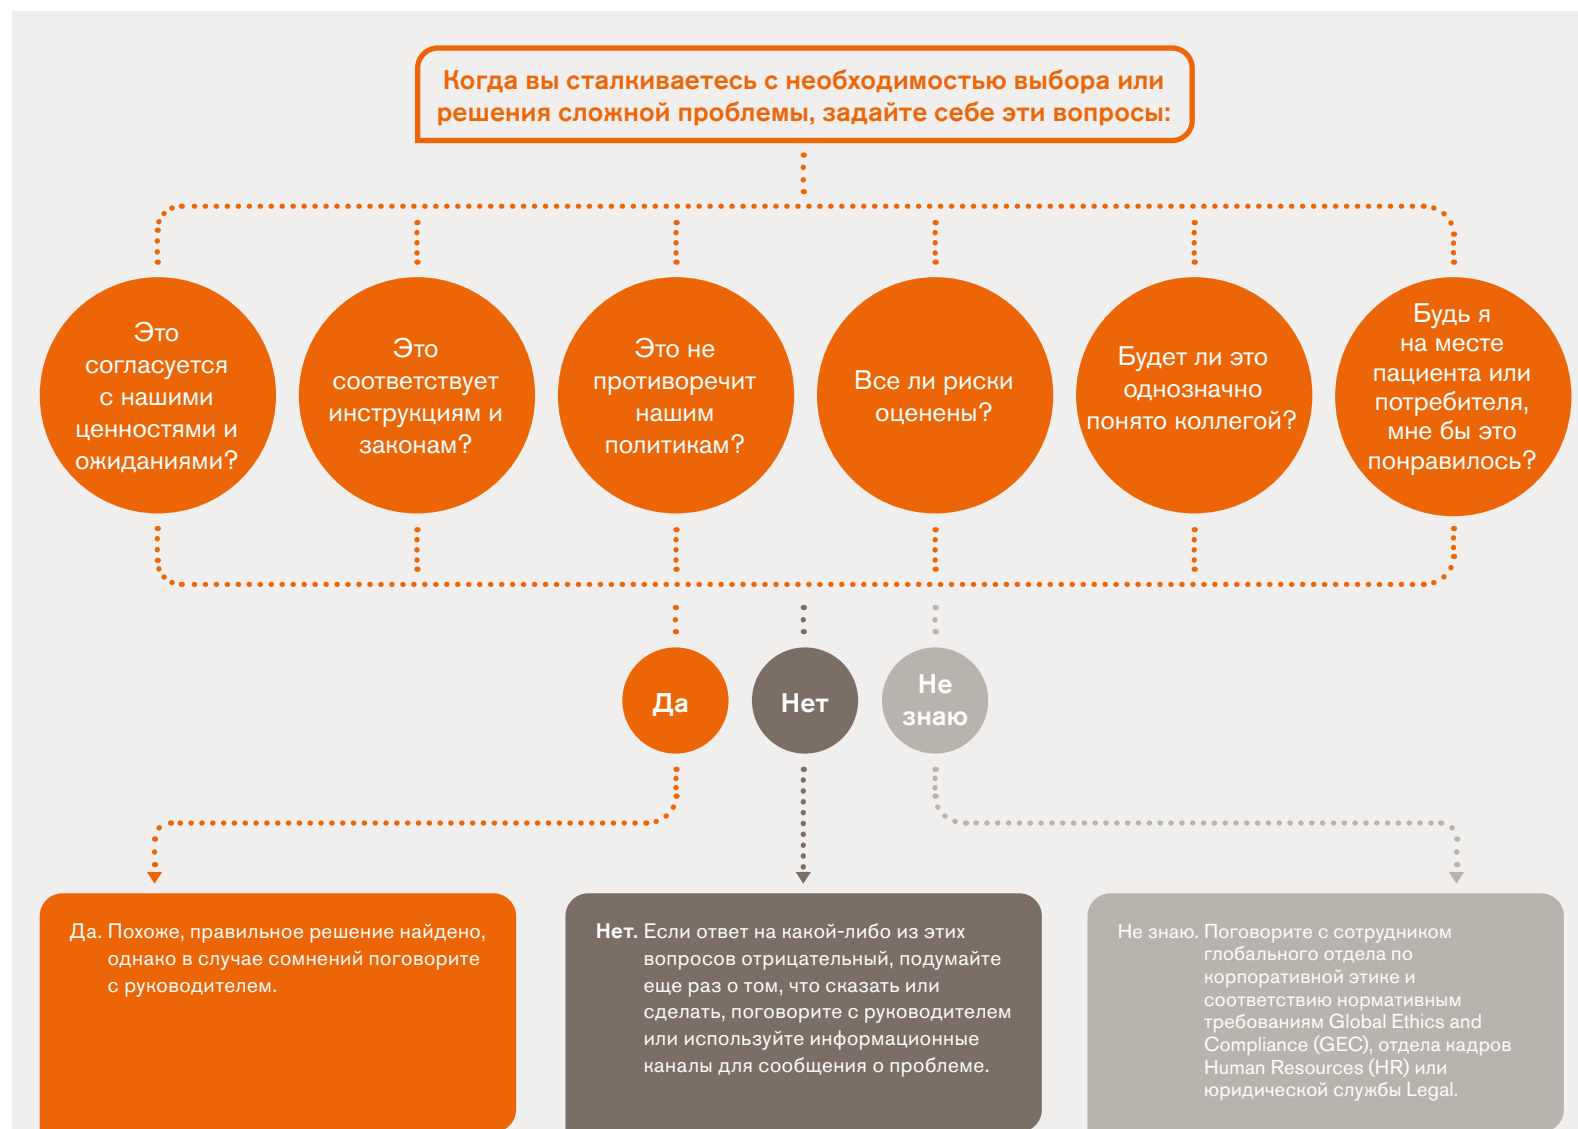 Когда вы сталкиваетесь с необходимостью выбора или
решения сложной проблемы, задайте себе эти вопросы:
Это
согласуется
с нашими
ценностями и
ожиданиями?
Это
соответствует
инструкциям и
законам?
Это не
противоречит
нашим
политикам?
Все ли риски
оценены?
Будет ли это
однозначно
понято коллегой?
Будь я
на месте
пациента или
потребителя,
мне бы это
понравилось?
Да
Нет
Не
знаю
Да. Похоже, правильное решение найдено,
однако в случае сомнений поговорите
с руководителем.
Нет. Если ответ на какой-либо из этих
вопросов отрицательный, подумайте
еще раз о том, что сказать или
сделать, поговорите с руководителем
или используйте информационные
каналы для сообщения о проблеме.
Не знаю. Поговорите с сотрудником
глобального отдела по
корпоративной этике и
соответствию нормативным
требованиям Global Ethics and
Compliance (GEC), отдела кадров
Human Resources (HR) или
юридической службы Legal.